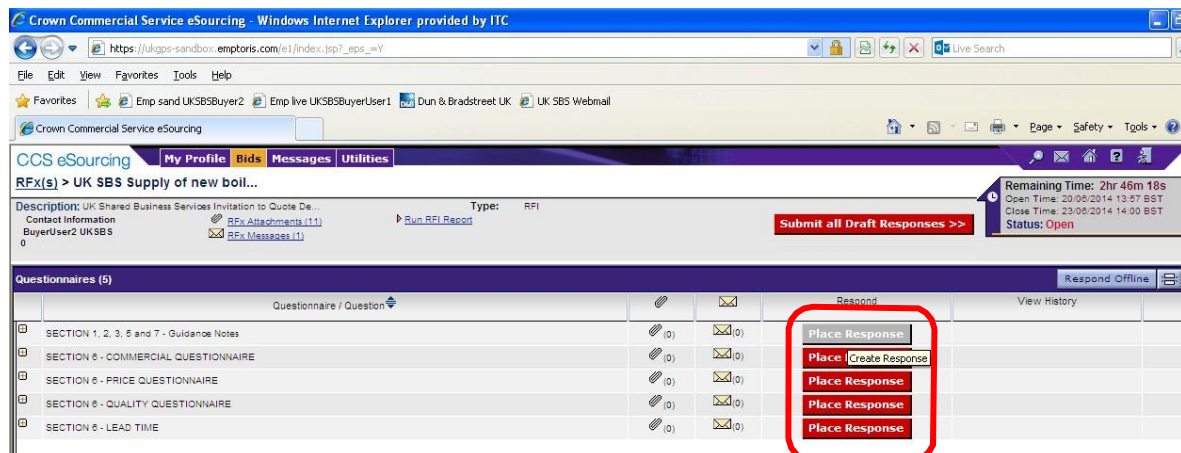 Crown Commercial Service eSourcing - Windows Internet Explorer provided by ITC
https://ukgps-sandbox.emptoris.com/e1/index.jsp?_eps_=Y
Live Search
File Edit View Favorites Tools Help
Favorites Emp sand UKSBSBuyer2 Emp live UKSBSBuyerUser1 Dun & Bradstreet UK UK SBS Webmail
Crown Commercial Service eSourcing
Page Safety Tools
CCS eSourcing My Profile Bids Messages Utilities
RFx(s) > UK SBS Supply of new boil...
Remaining Time: 2hr 46m 18s
Open Time: 20/06/2014 13:57 BST
Close Time: 23/06/2014 14:00 BST
Status: Open
Description: UK Shared Business Services Invitation to Quote De...
Type: RFI
Contact Information
BuyerUser2 UKSBS
0
RFx Attachments (11)
RFx Messages (1)
Run RFI Report
Submit all Draft Responses >>
Questionnaires (5)
Respond Offline
Questionnaire / Question Respond View History
SECTION 1, 2, 3, 5 and 7 - Guidance Notes (0) (0) Place Response
SECTION 6 - COMMERCIAL QUESTIONNAIRE (0) (0) Place Create Response
SECTION 6 - PRICE QUESTIONNAIRE (0) (0) Place Response
SECTION 6 - QUALITY QUESTIONNAIRE (0) (0) Place Response
SECTION 6 - LEAD TIME (0) (0) Place Response